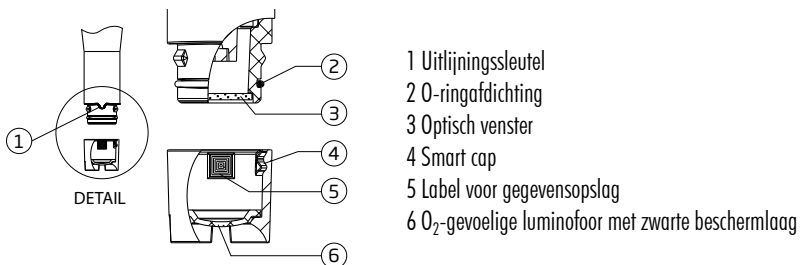 1
DETAIL
2
3
4
5
6
1 Uitlijningssleutel
2 O-ringafdichting
3 Optisch venster
4 Smart cap
5 Label voor gegevensopslag
6 O₂-gevoelige luminofoor met zwarte beschermlaag